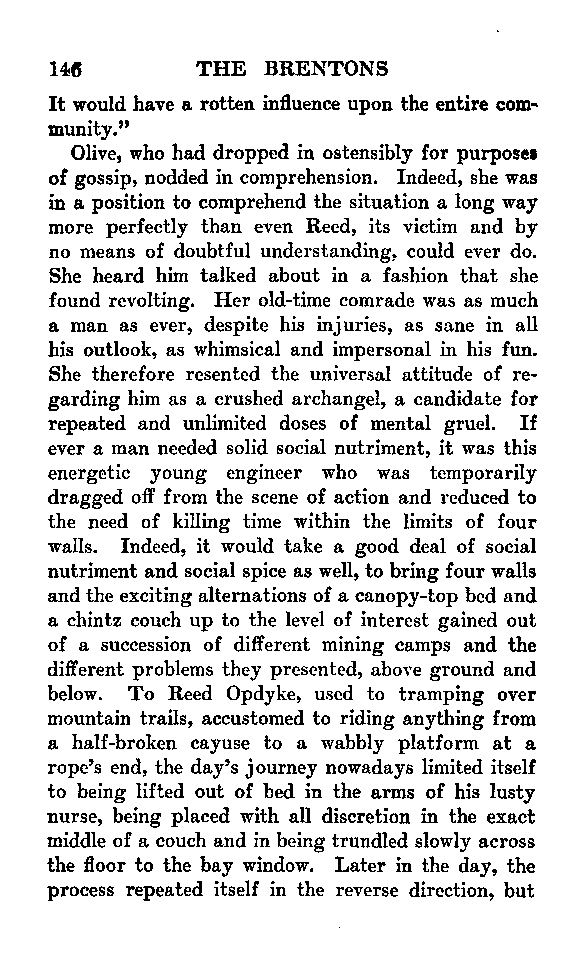 146 THE BRENTONS
It would have a rotten influence upon the entire com-
munity."
Olive, who had dropped in ostensibly for purposes
of gossip, nodded in comprehension. Indeed, she was
in a position to comprehend the situation a long way
more perfectly than even Reed, its victim and by
no means of doubtful understanding, could ever do.
She heard him talked about in a fashion that she
found revolting. Her old-time comrade was as much
a man as ever, despite his injuries, as sane in all
his outlook, as whimsical and impersonal in his fun.
She therefore resented the universal attitude of re-
garding him as a crushed archangel, a candidate for
repeated and unlimited doses of mental gruel. If
ever a man needed solid social nutriment, it was this
energetic young engineer who was temporarily
dragged off from the scene of action and reduced to
the need of killing time within the limits of four
walls. Indeed, it would take a good deal of social
nutriment and social spice as well, to bring four walls
and the exciting alternations of a canopy-top bed and
a chintz couch up to the level of interest gained out
of a succession of different mining camps and the
different problems they presented, above ground and
below. To Reed Opdyke, used to tramping over
mountain trails, accustomed to riding anything from
a half-broken cayuse to a wabbly platform at a
rope's end, the day's journey nowadays limited itself
to being lifted out of bed in the arms of his lusty
nurse, being placed with all discretion in the exact
middle of a couch and in being trundled slowly across
the floor to the bay window. Later in the day, the
process repeated itself in the reverse direction, but